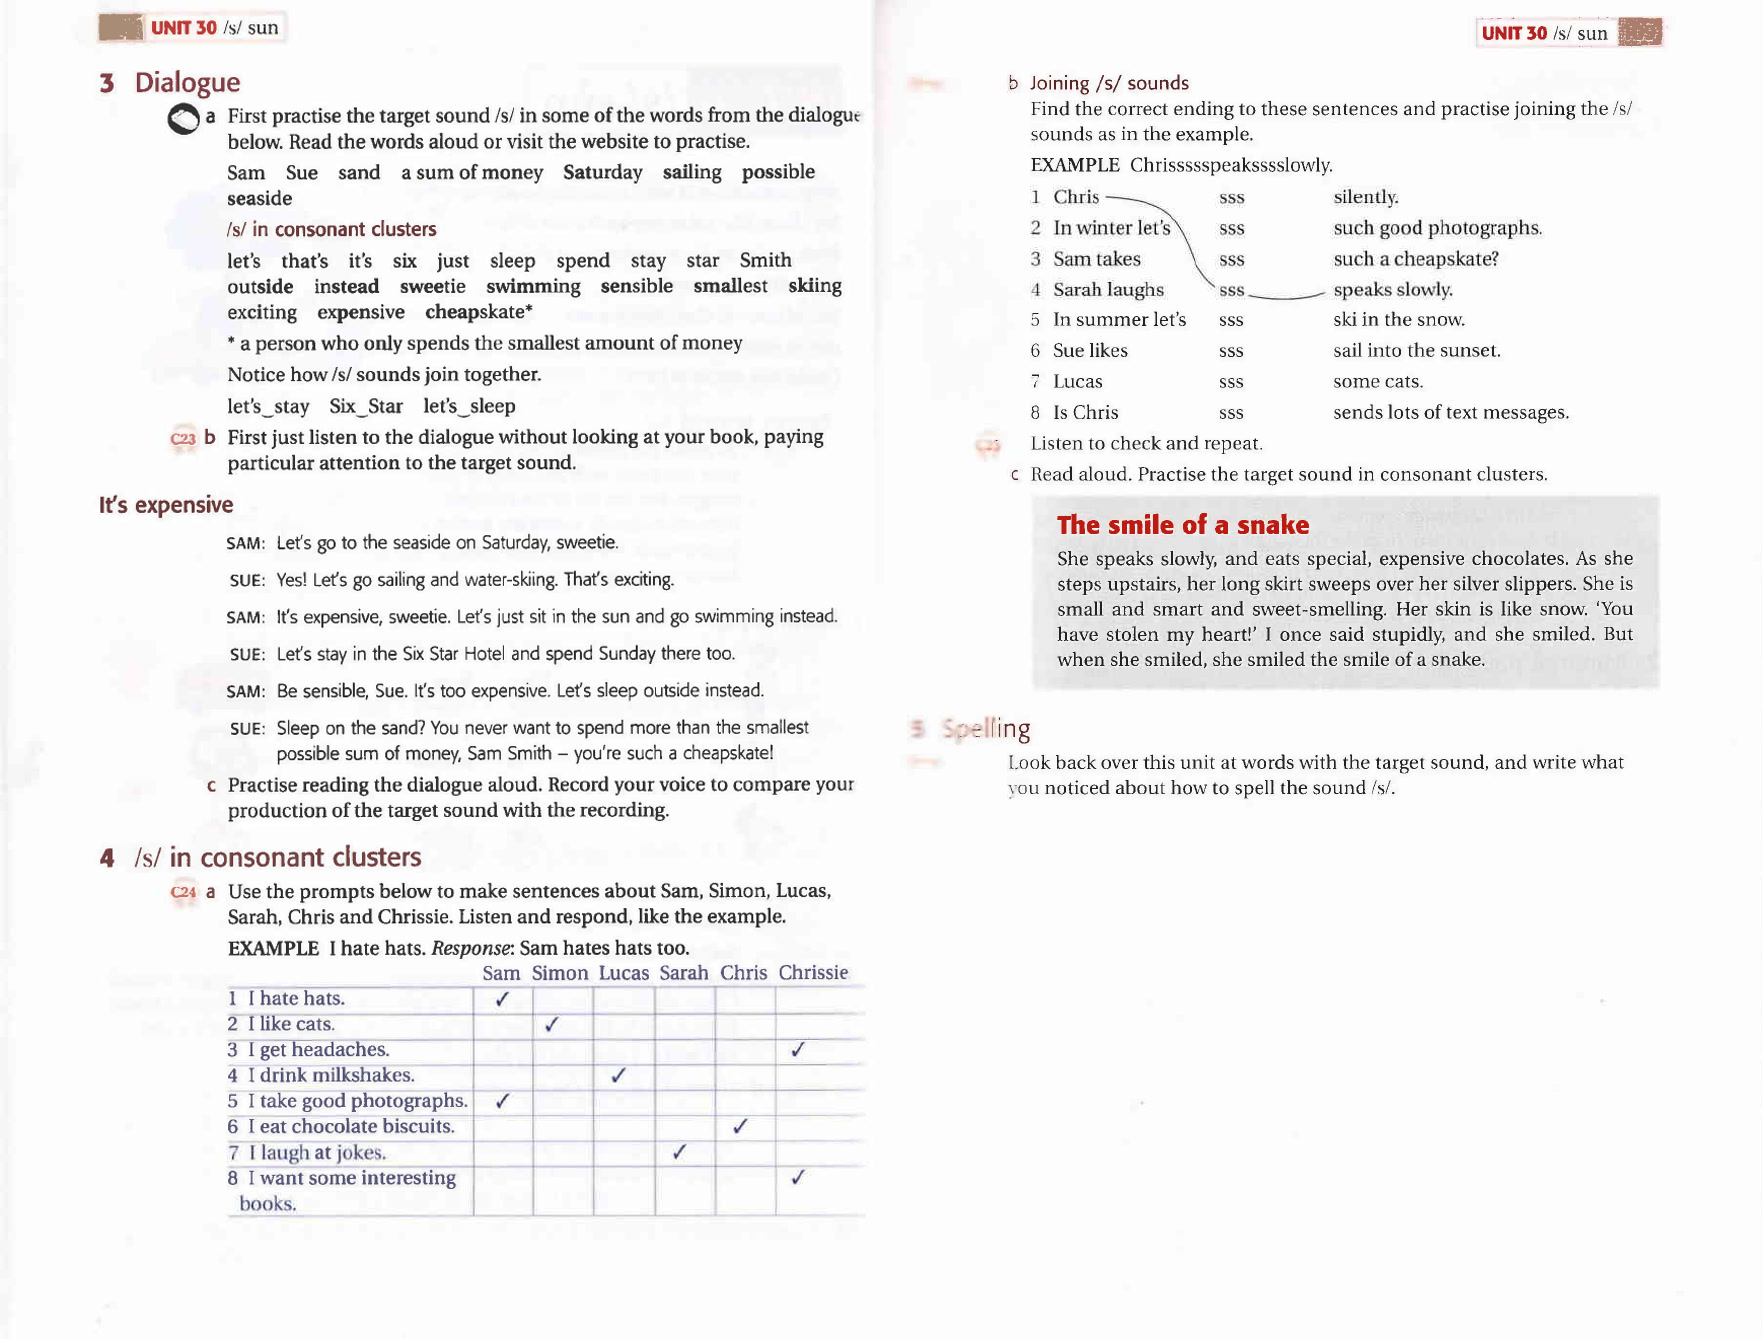 UNIT 30 /s/ sun
3 Dialogue
a First practise the target sound /s/ in some of the words from the dialogue
below. Read the words aloud or visit the website to practise.
Sam Sue sand a sum of money Saturday sailing possible
seaside
/s/ in consonant clusters
let's that's it's six just sleep spend stay star Smith
outside instead sweetie swimming sensible smallest skiing
exciting expensive cheapskate*
* a person who only spends the smallest amount of money
Notice how /s/ sounds join together.
let's‿stay Six‿Star let's‿sleep
C23 b First just listen to the dialogue without looking at your book, paying
particular attention to the target sound.
It's expensive
SAM: Let's go to the seaside on Saturday, sweetie.
SUE: Yes! Let's go sailing and water-skiing. That's exciting.
SAM: It's expensive, sweetie. Let's just sit in the sun and go swimming instead.
SUE: Let's stay in the Six Star Hotel and spend Sunday there too.
SAM: Be sensible, Sue. It's too expensive. Let's sleep outside instead.
SUE: Sleep on the sand? You never want to spend more than the smallest
possible sum of money, Sam Smith – you're such a cheapskate!
c Practise reading the dialogue aloud. Record your voice to compare your
production of the target sound with the recording.
4 /s/ in consonant clusters
C24 a Use the prompts below to make sentences about Sam, Simon, Lucas,
Sarah, Chris and Chrissie. Listen and respond, like the example.
EXAMPLE I hate hats. Response: Sam hates hats too.
Sam Simon Lucas Sarah Chris Chrissie
1 I hate hats. ✓
2 I like cats. ✓
3 I get headaches. ✓
4 I drink milkshakes. ✓
5 I take good photographs. ✓
6 I eat chocolate biscuits. ✓
7 I laugh at jokes. ✓
8 I want some interesting ✓
books.
UNIT 30 /s/ sun
b Joining /s/ sounds
Find the correct ending to these sentences and practise joining the /s/
sounds as in the example.
EXAMPLE Chrisssssspeaksssslowly.
1 Chris sss silently.
2 In winter let's sss such good photographs.
3 Sam takes sss such a cheapskate?
4 Sarah laughs sss speaks slowly.
5 In summer let's sss ski in the snow.
6 Sue likes sss sail into the sunset.
7 Lucas sss some cats.
8 Is Chris sss sends lots of text messages.
Listen to check and repeat.
c Read aloud. Practise the target sound in consonant clusters.
The smile of a snake
She speaks slowly, and eats special, expensive chocolates. As she
steps upstairs, her long skirt sweeps over her silver slippers. She is
small and smart and sweet-smelling. Her skin is like snow. 'You
have stolen my heart!' I once said stupidly, and she smiled. But
when she smiled, she smiled the smile of a snake.
5 Spelling
Look back over this unit at words with the target sound, and write what
you noticed about how to spell the sound /s/.